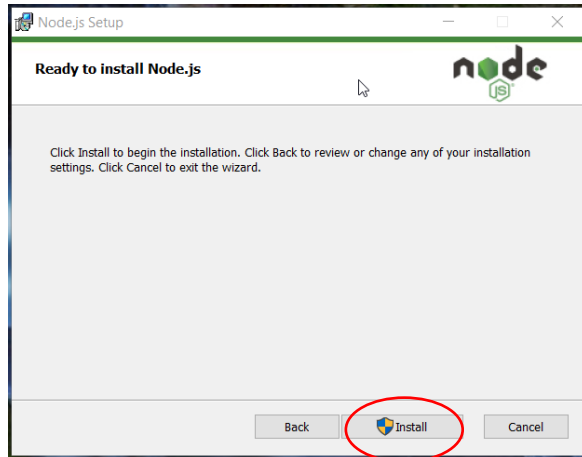 Node.js Setup
Ready to install Node.js
node
JS
Click Install to begin the installation. Click Back to review or change any of your installation
settings. Click Cancel to exit the wizard.
Back
Install
Cancel